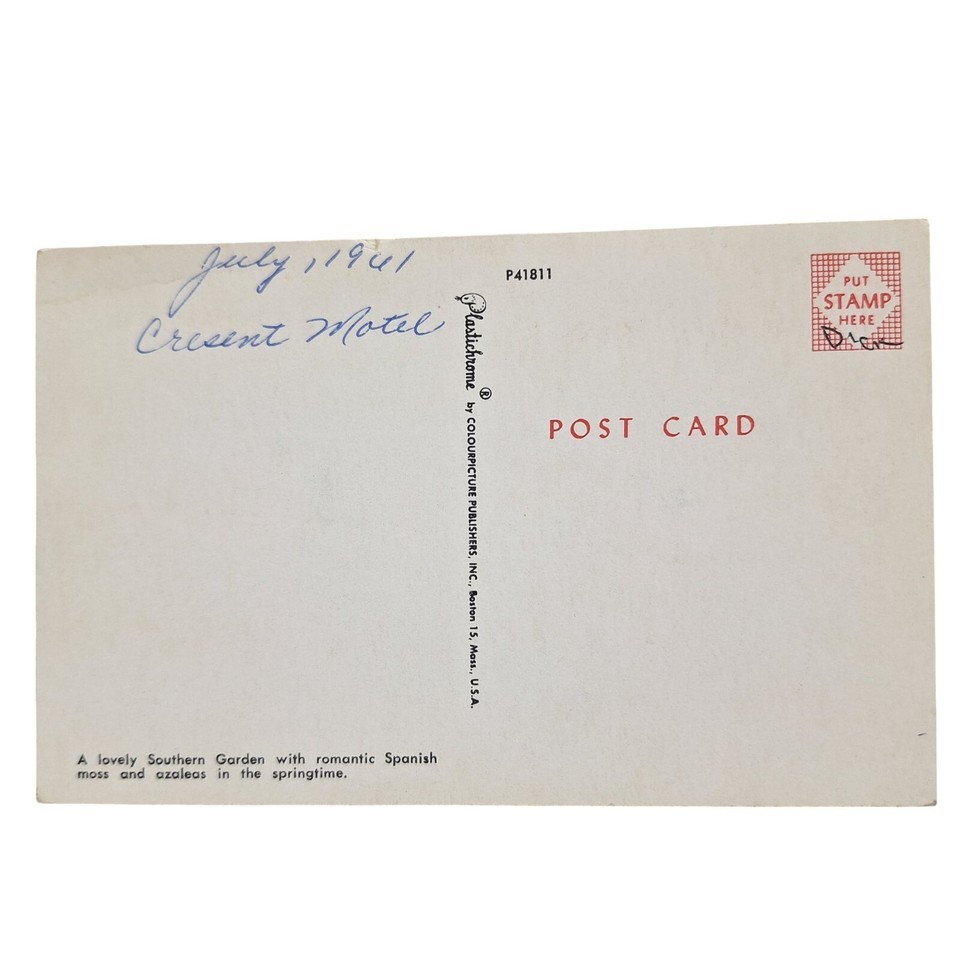 July, 1961
Cresent Motel
P41811
PUT
STAMP
HERE
Dick
Plastichrome ® by COLOURPICTURE PUBLISHERS, INC., Boston 15, Mass., U.S.A.
POST CARD
A lovely Southern Garden with romantic Spanish
moss and azaleas in the springtime.